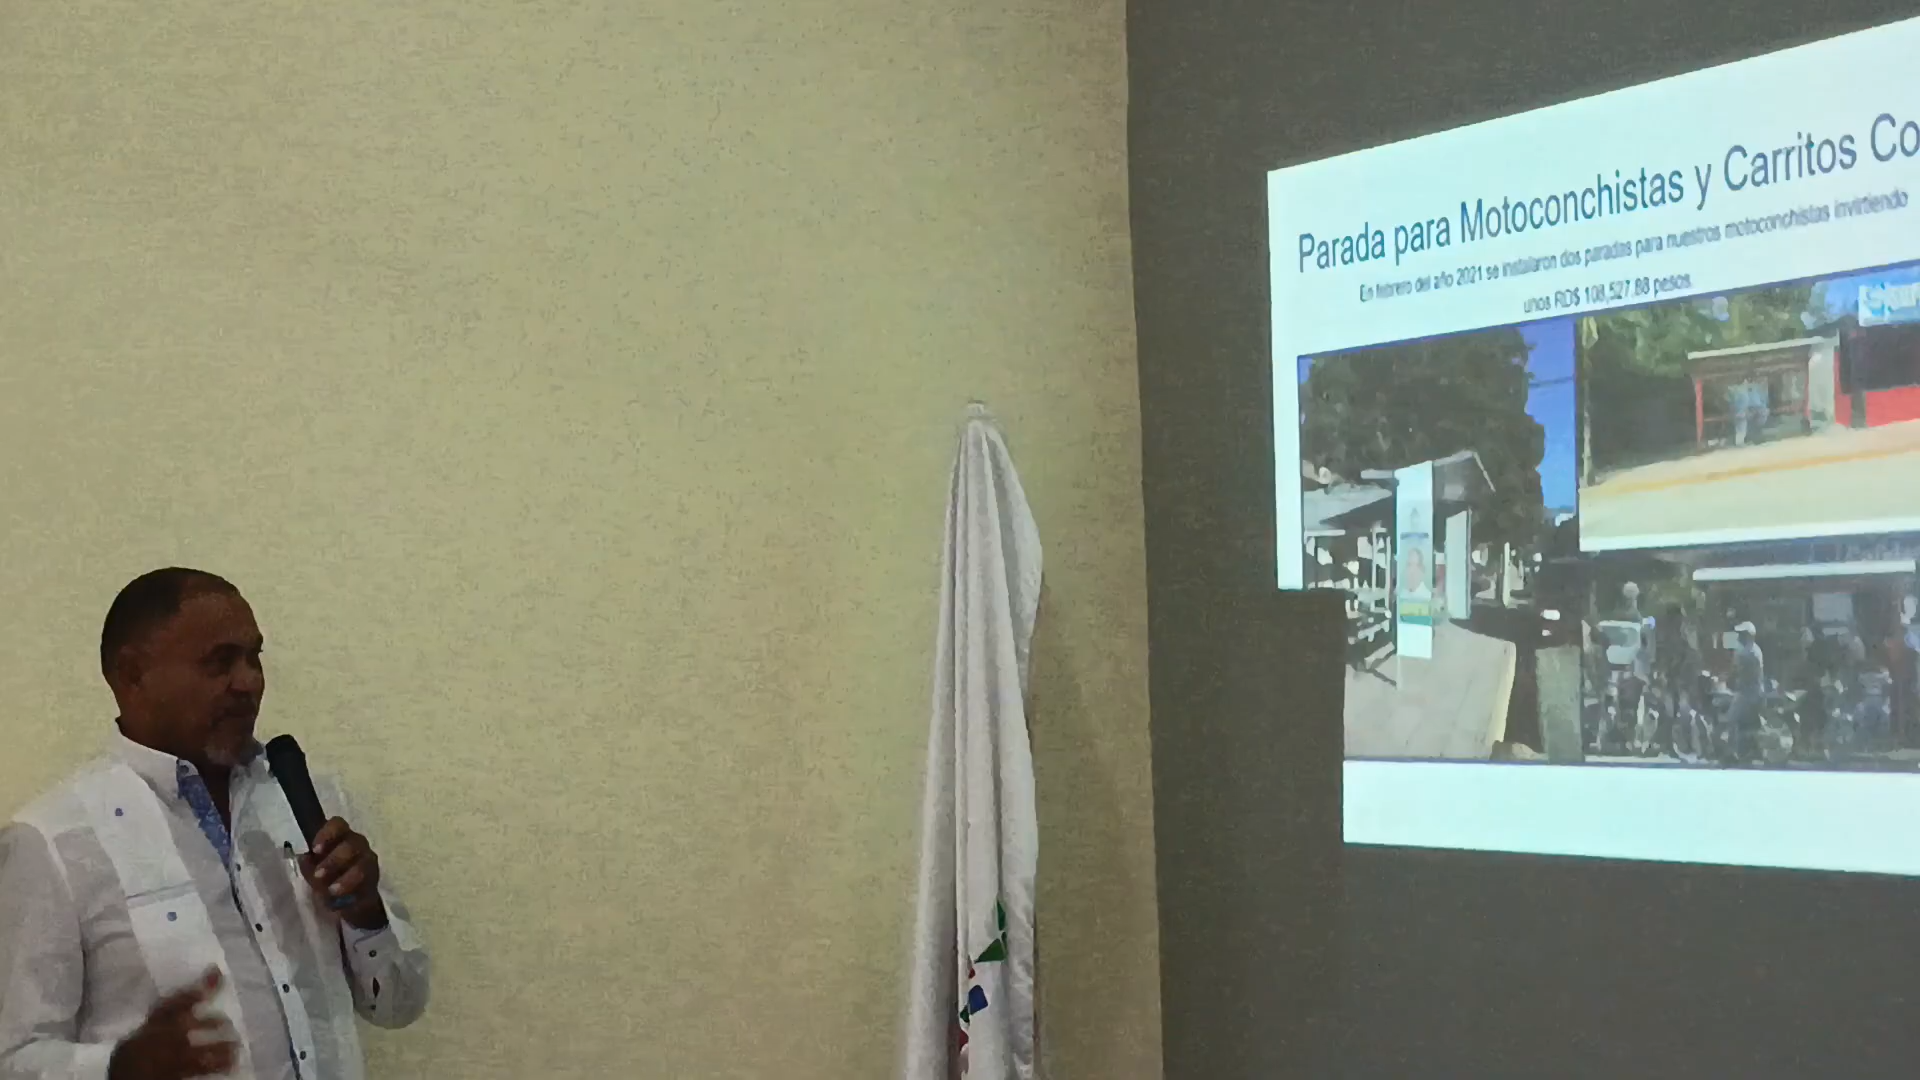 Parada para Motoconchistas y Carritos Co
En febrero del año 2021 se instalaron dos paradas para nuestros motoconchistas invirtiendo
unos RD$ 108,527.88 pesos.